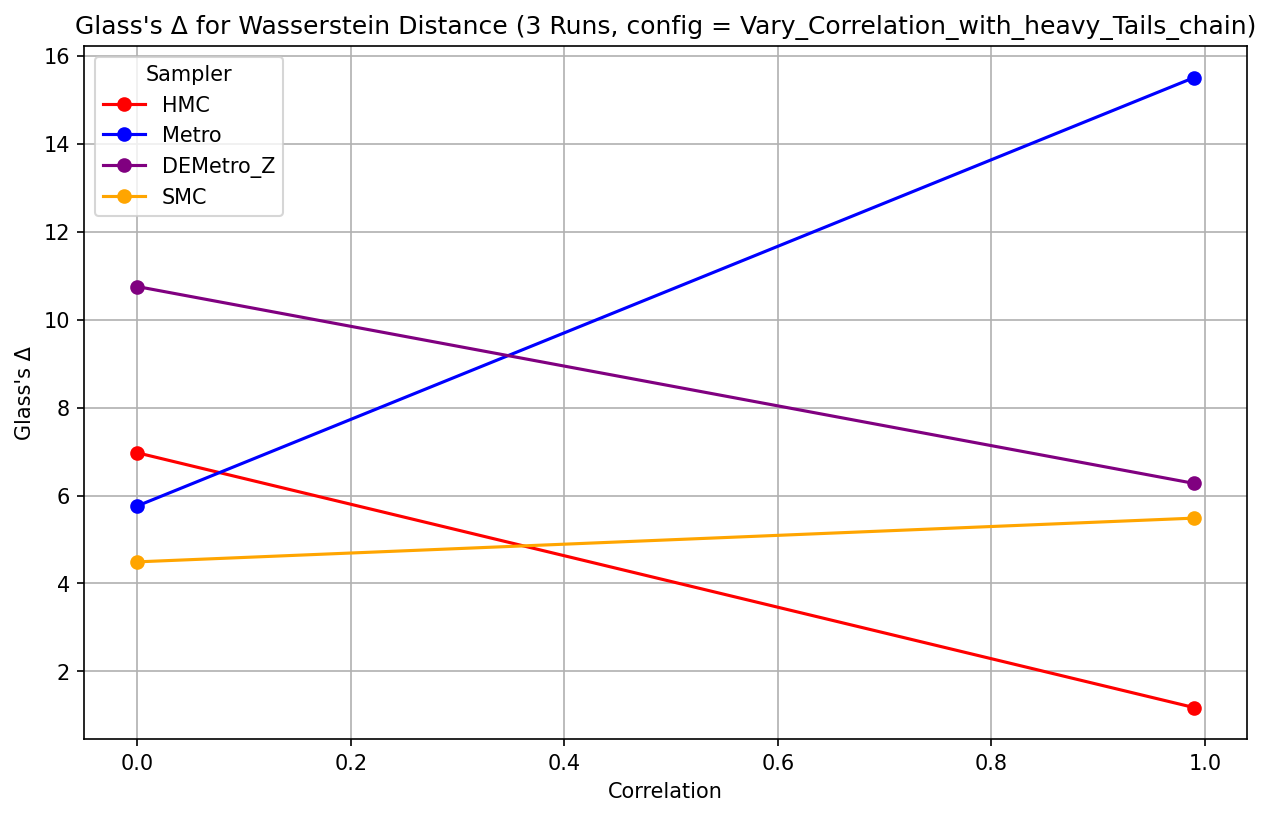 Glass's Δ for Wasserstein Distance (3 Runs, config = Vary_Correlation_with_heavy_Tails_chain)
16
14
12
10
8
6
4
2
Glass's Δ
Sampler
HMC
Metro
DEMetro_Z
SMC
0.0
0.2
0.4
0.6
0.8
1.0
Correlation